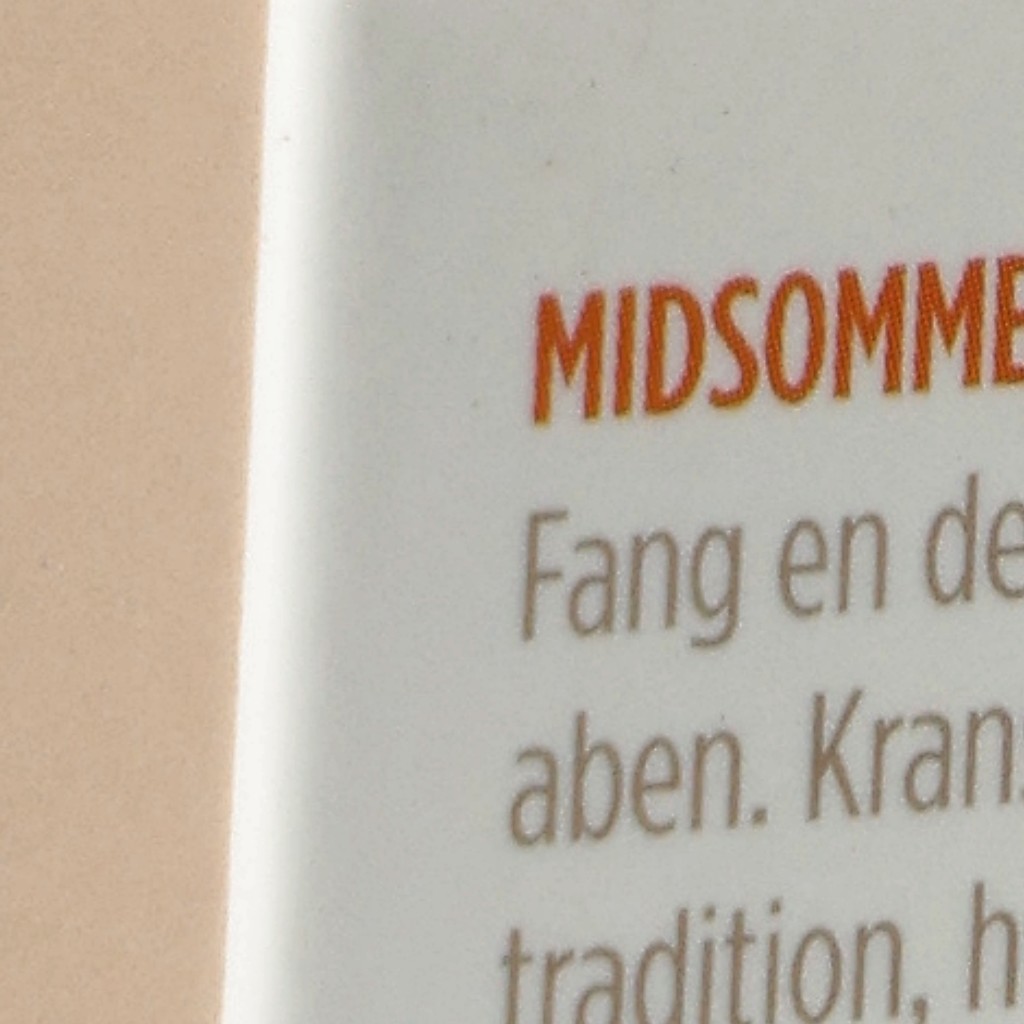 MIDSOMME
Fang en de
aben. Kran
tradition, h